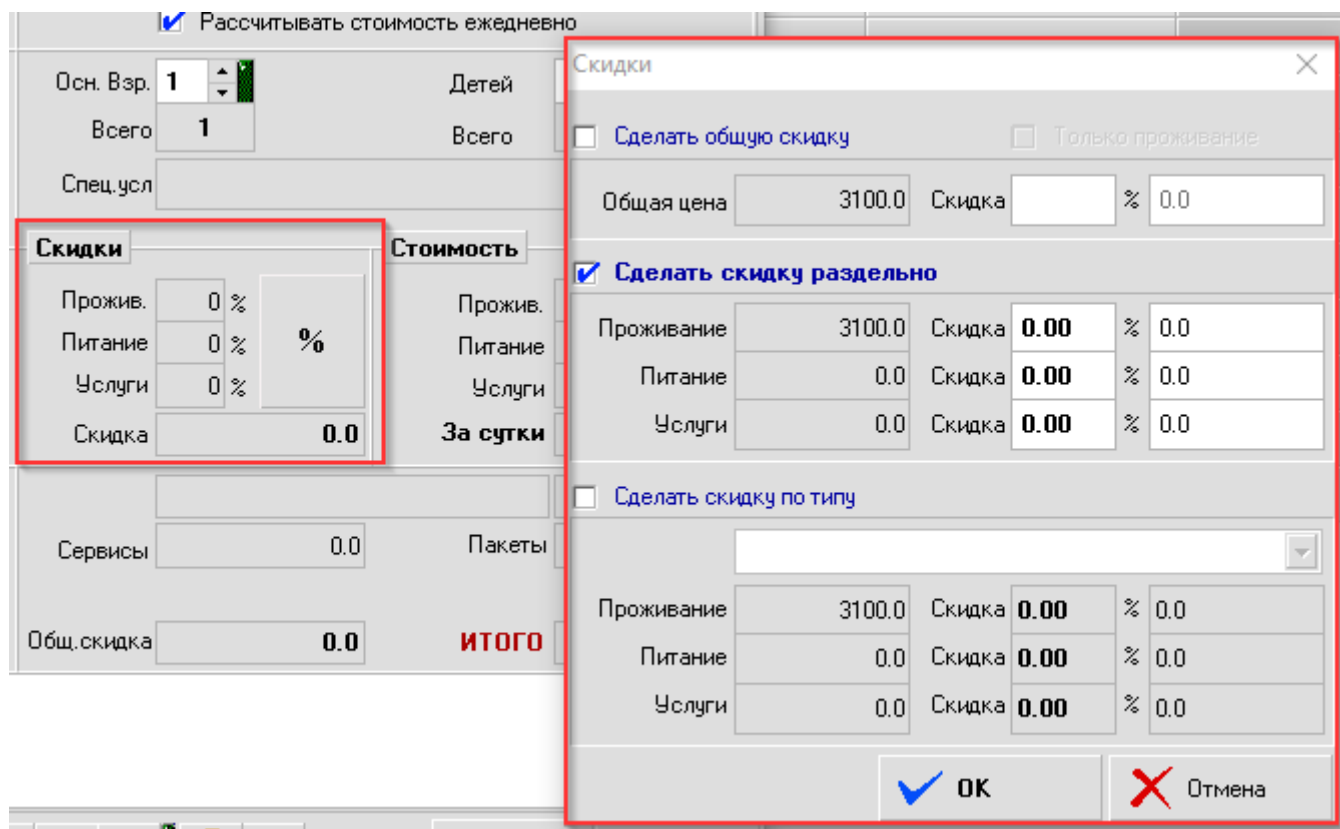 Рассчитывать стоимость ежедневно
Осн. Взр. 1 Детей
Всего 1 Всего
Спец.усл
Скидки Стоимость
Прожив. 0 % Прожив.
Питание 0 % % Питание
Услуги 0 % Услуги
Скидка 0.0 За сутки
Сервисы 0.0 Пакеты
Общ.скидка 0.0 ИТОГО
Скидки
Сделать общую скидку Только проживание
Общая цена 3100.0 Скидка % 0.0
Сделать скидку раздельно
Проживание 3100.0 Скидка 0.00 % 0.0
Питание 0.0 Скидка 0.00 % 0.0
Услуги 0.0 Скидка 0.00 % 0.0
Сделать скидку по типу
Проживание 3100.0 Скидка 0.00 % 0.0
Питание 0.0 Скидка 0.00 % 0.0
Услуги 0.0 Скидка 0.00 % 0.0
OK Отмена